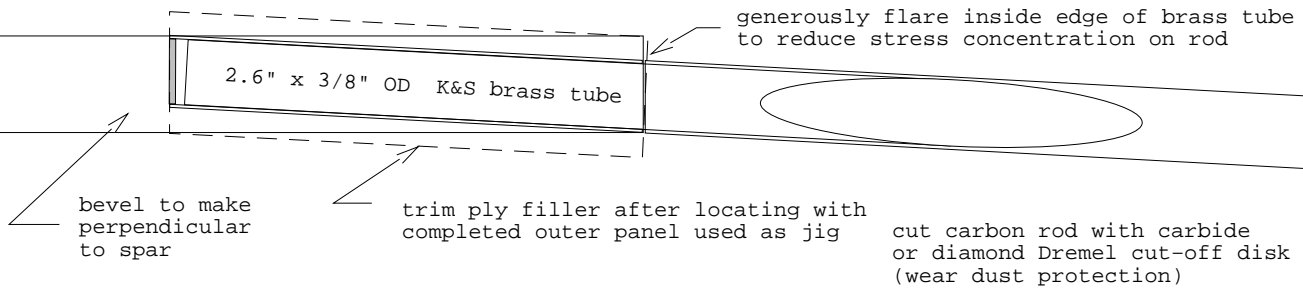 generously flare inside edge of brass tube
to reduce stress concentration on rod
2.6" x 3/8" OD K&S brass tube
bevel to make
perpendicular
to spar
trim ply filler after locating with
completed outer panel used as jig
cut carbon rod with carbide
or diamond Dremel cut-off disk
(wear dust protection)